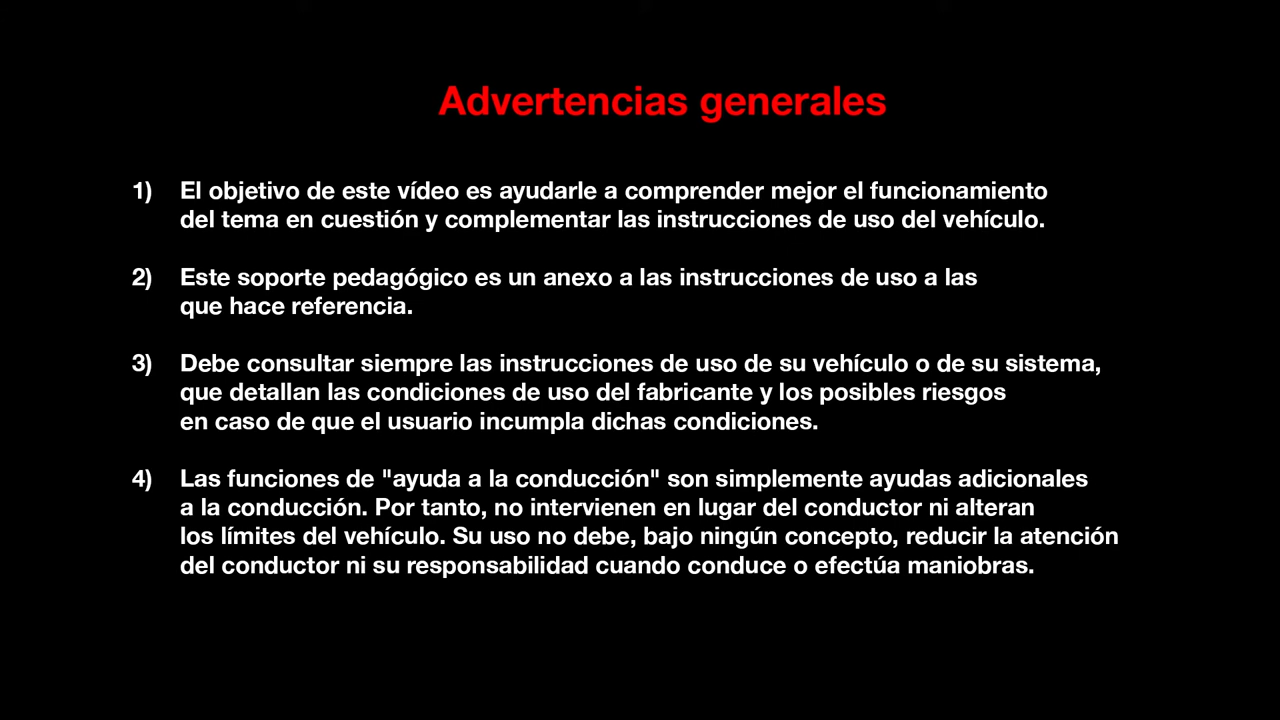 Advertencias generales
1) El objetivo de este vídeo es ayudarle a comprender mejor el funcionamiento
del tema en cuestión y complementar las instrucciones de uso del vehículo.
2) Este soporte pedagógico es un anexo a las instrucciones de uso a las
que hace referencia.
3) Debe consultar siempre las instrucciones de uso de su vehículo o de su sistema,
que detallan las condiciones de uso del fabricante y los posibles riesgos
en caso de que el usuario incumpla dichas condiciones.
4) Las funciones de "ayuda a la conducción" son simplemente ayudas adicionales
a la conducción. Por tanto, no intervienen en lugar del conductor ni alteran
los límites del vehículo. Su uso no debe, bajo ningún concepto, reducir la atención
del conductor ni su responsabilidad cuando conduce o efectúa maniobras.